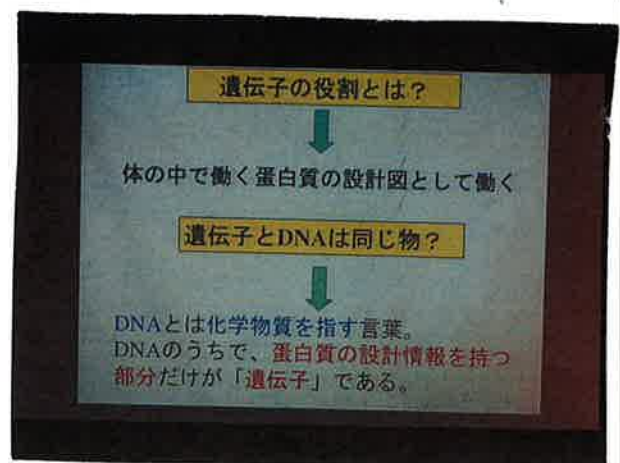 遺伝子の役割とは？
体の中で働く蛋白質の設計図として働く
遺伝子とDNAは同じ物？
DNAとは化学物質を指す言葉。
DNAのうちで、蛋白質の設計情報を持つ
部分だけが「遺伝子」である。